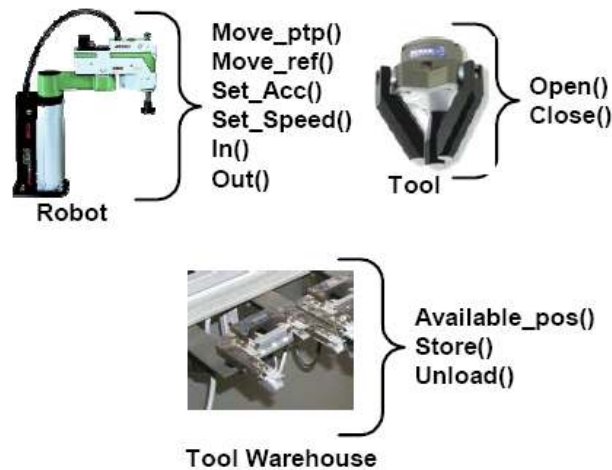 Move_ptp()
Move_ref()
Set_Acc()
Set_Speed()
In()
Out()
Robot
Open()
Close()
Tool
Available_pos()
Store()
Unload()
Tool Warehouse